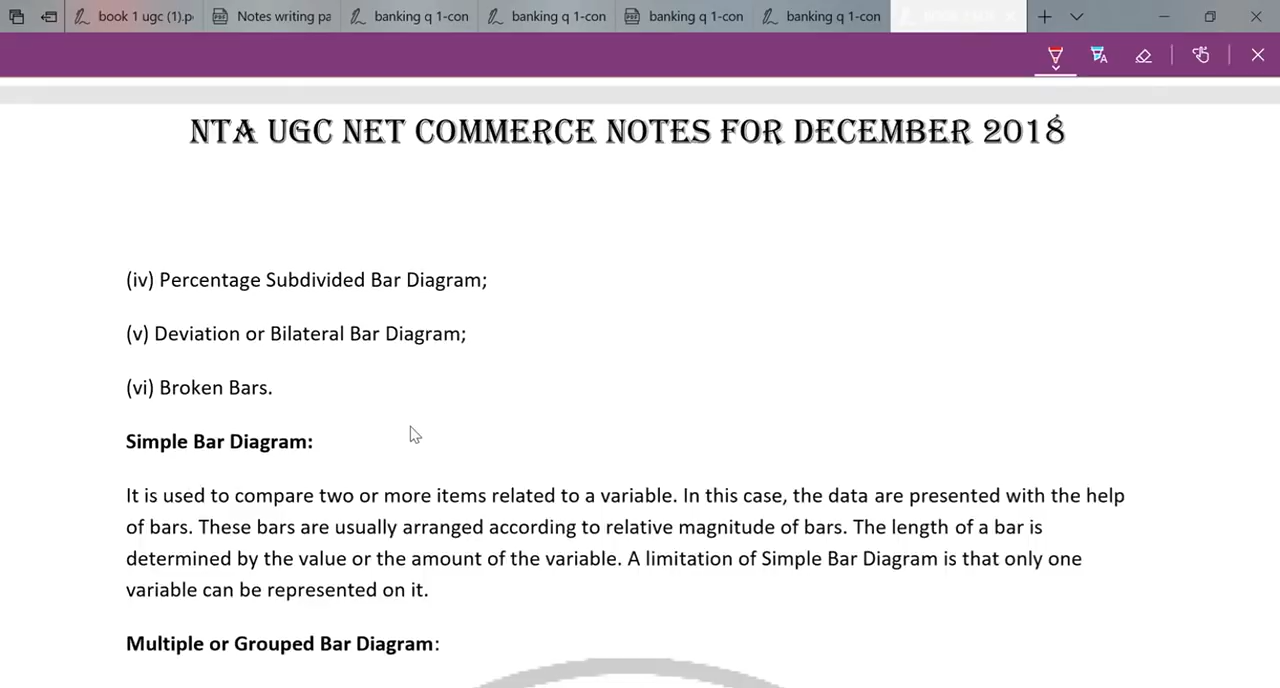 book 1 ugc (1).p
Notes writing pa
banking q 1-con
banking q 1-con
banking q 1-con
banking q 1-con
NTA UGC NET COMMERCE NOTES FOR DECEMBER 2018
(iv) Percentage Subdivided Bar Diagram;
(v) Deviation or Bilateral Bar Diagram;
(vi) Broken Bars.
Simple Bar Diagram:
It is used to compare two or more items related to a variable. In this case, the data are presented with the help
of bars. These bars are usually arranged according to relative magnitude of bars. The length of a bar is
determined by the value or the amount of the variable. A limitation of Simple Bar Diagram is that only one
variable can be represented on it.
Multiple or Grouped Bar Diagram: